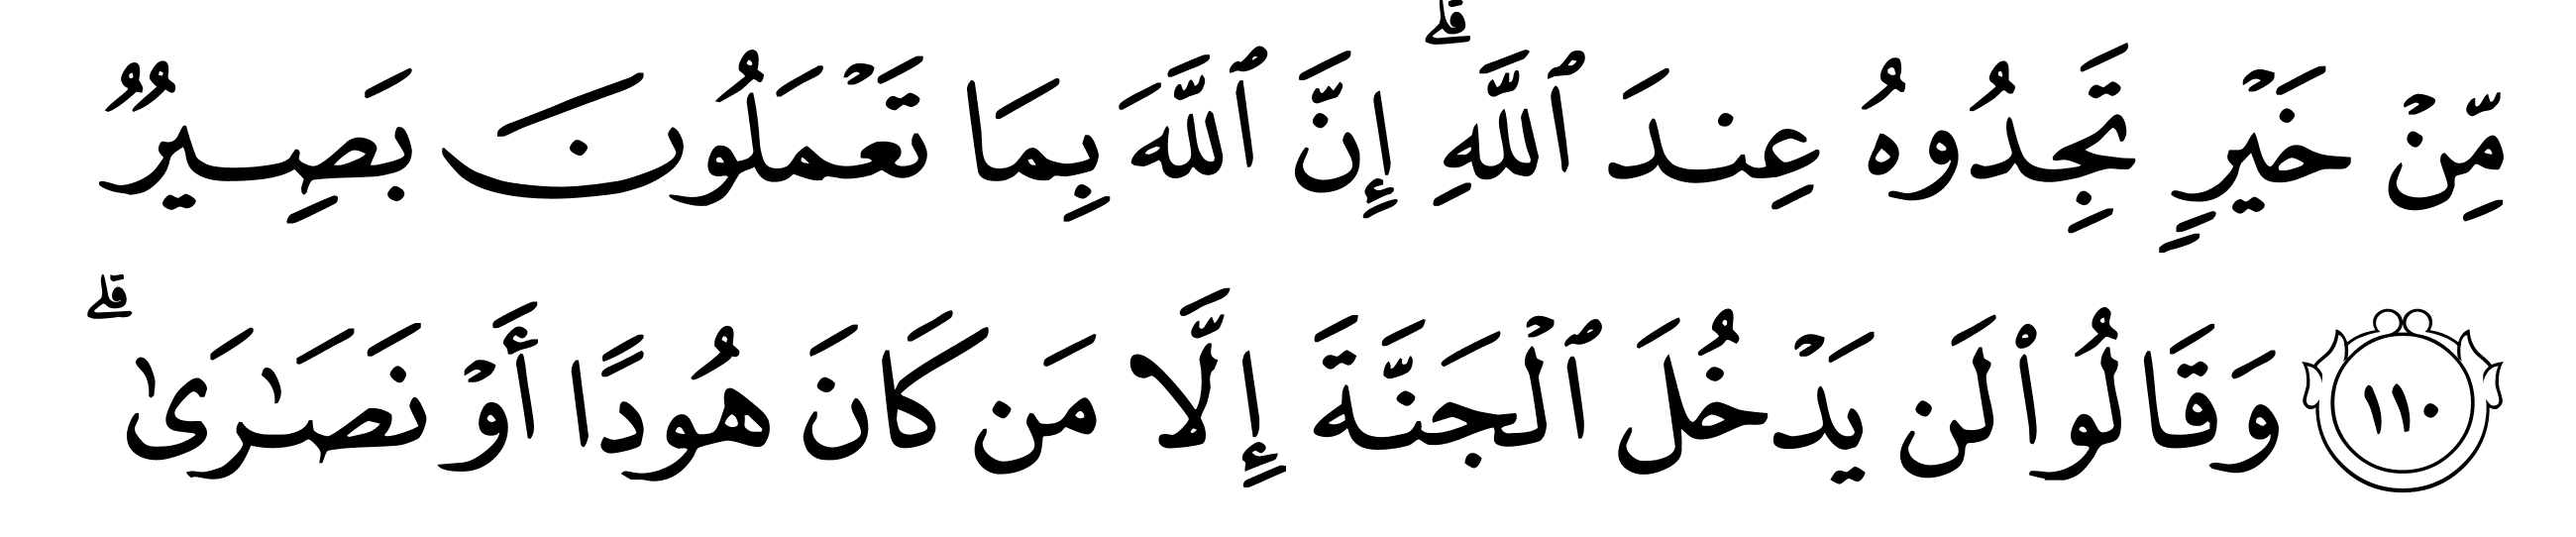 مِّنۡ خَيۡرٖ تَجِدُوهُ عِندَ ٱللَّهِۗ إِنَّ ٱللَّهَ بِمَا تَعۡمَلُونَ بَصِيرٞ
١١٠ وَقَالُواْ لَن يَدۡخُلَ ٱلۡجَنَّةَ إِلَّا مَن كَانَ هُودًا أَوۡ نَصَٰرَىٰۗ